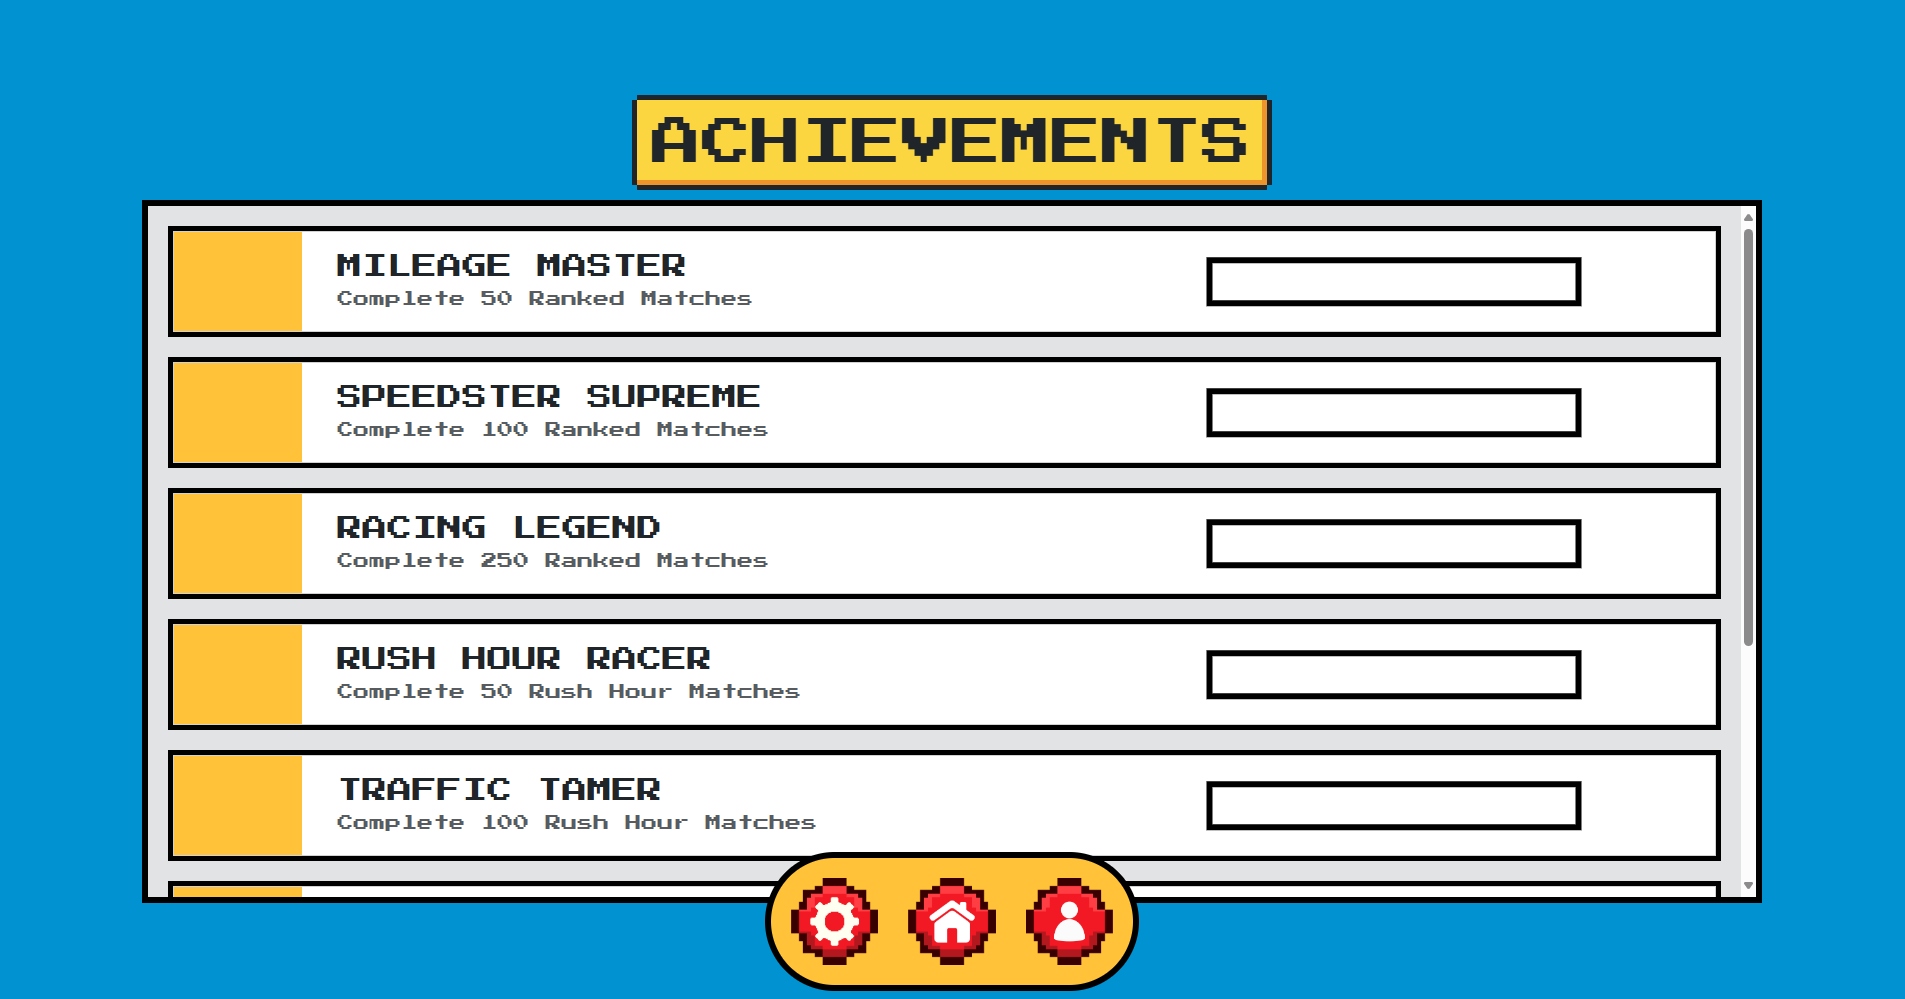 ACHIEVEMENTS
MILEAGE MASTER
Complete 50 Ranked Matches
SPEEDSTER SUPREME
Complete 100 Ranked Matches
RACING LEGEND
Complete 250 Ranked Matches
RUSH HOUR RACER
Complete 50 Rush Hour Matches
TRAFFIC TAMER
Complete 100 Rush Hour Matches